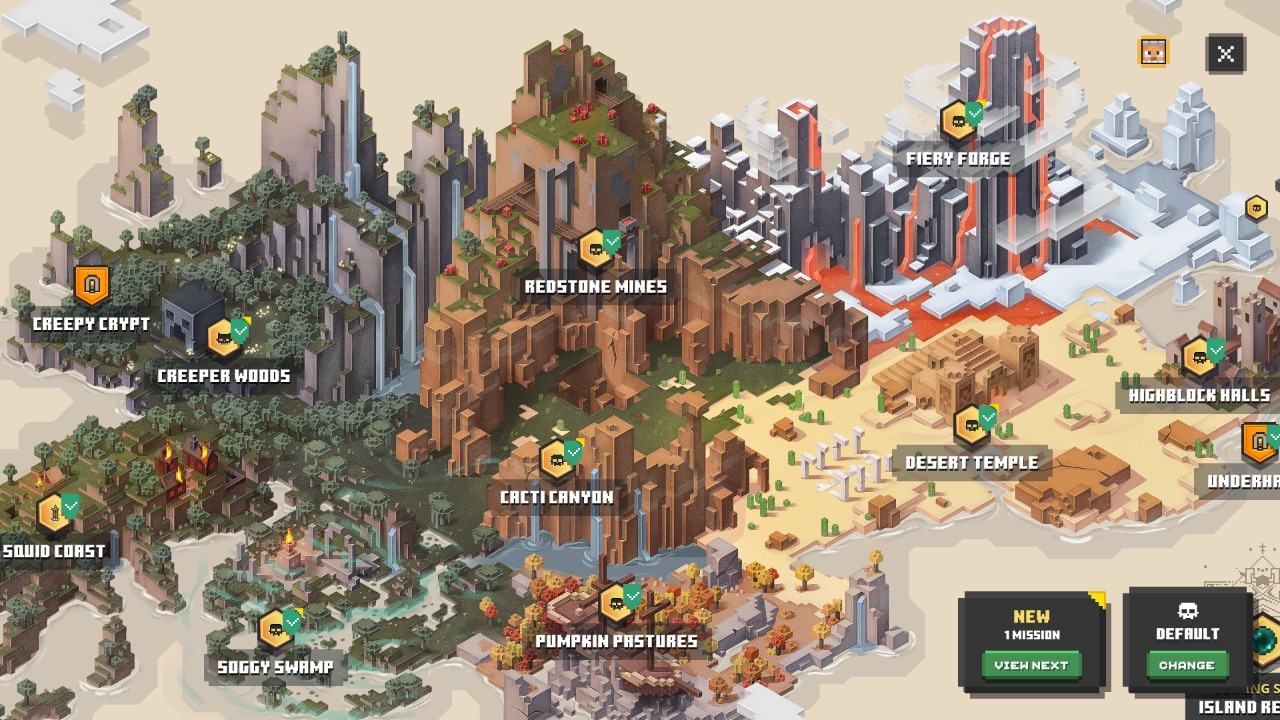 FIERY FORGE
REDSTONE MINES
CREEPY CRYPT
CREEPER WOODS
HIGHBLOCK HALLS
DESERT TEMPLE
CACTI CANYON
SQUID COAST
PUMPKIN PASTURES
SOGGY SWAMP
NEW
1 MISSION
VIEW NEXT
DEFAULT
CHANGE